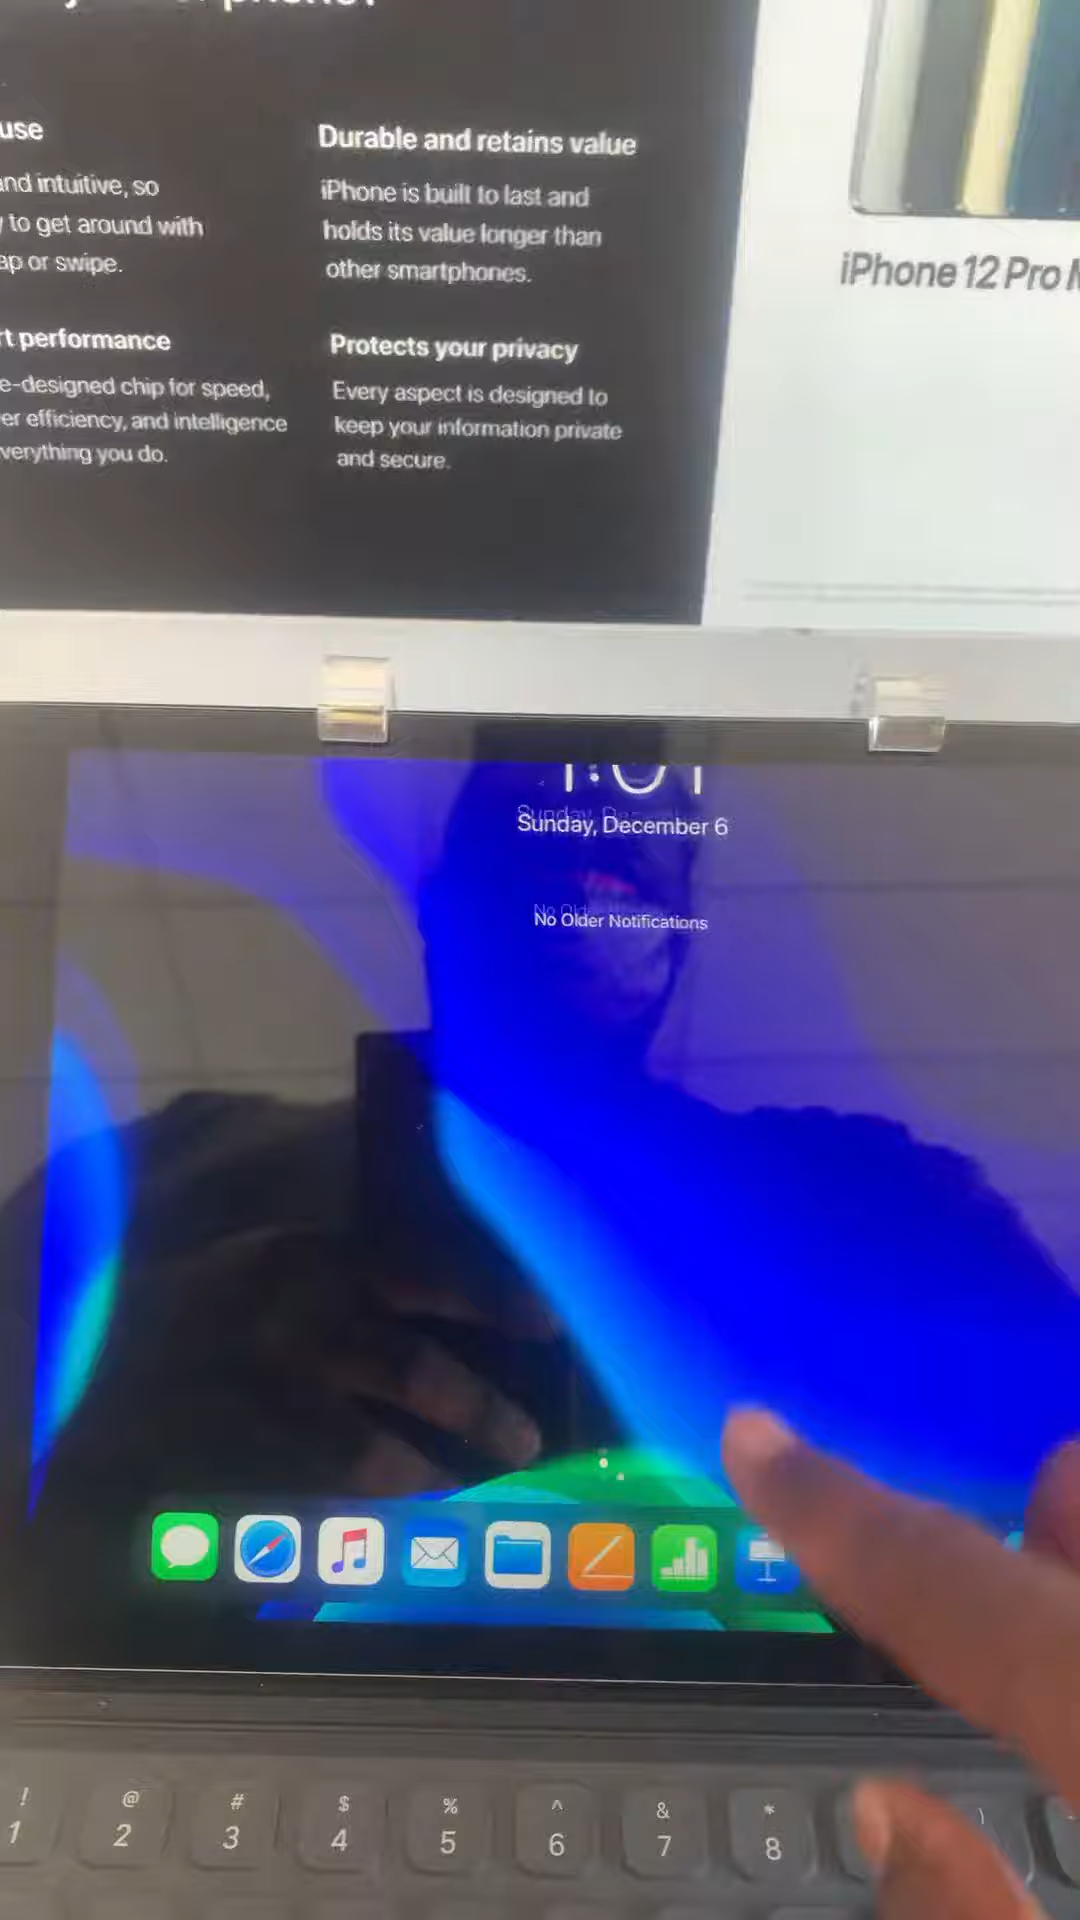 phone?
use
and intuitive, so
to get around with
or swipe.
performance
e-designed chip for speed,
er efficiency, and intelligence
verything you do.
Durable and retains value
iPhone is built to last and
holds its value longer than
other smartphones.
Protects your privacy
Every aspect is designed to
keep your information private
and secure.
iPhone 12 Pro
1:01
Sunday, December 6
No Older Notifications
! @ # $ % ^ & * )
1 2 3 4 5 6 7 8